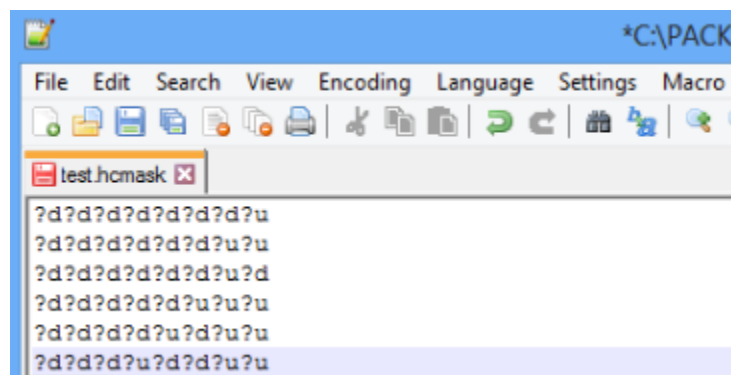 *C:\PACK
File Edit Search View Encoding Language Settings Macro
test.hcmask
?d?d?d?d?d?d?d?u
?d?d?d?d?d?d?u?u
?d?d?d?d?d?d?u?d
?d?d?d?d?d?u?u?u
?d?d?d?d?u?d?u?u
?d?d?d?u?d?d?u?u